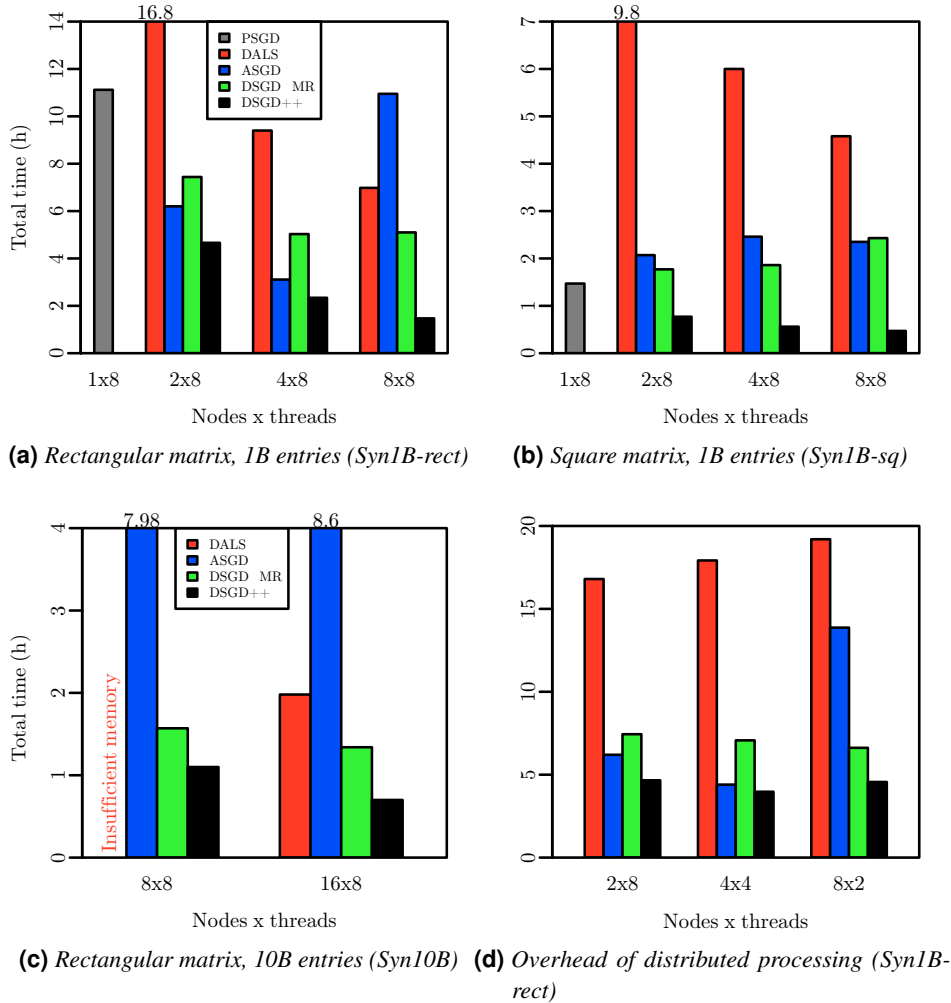 16.8
14
12
10
8
6
4
2
0
Total time (h)
PSGD
DALS
ASGD
DSGD MR
DSGD++
1x8
2x8
4x8
8x8
Nodes x threads
(a) Rectangular matrix, 1B entries (Syn1B-rect)
9.8
7
6
5
4
3
2
1
0
1x8
2x8
4x8
8x8
Nodes x threads
(b) Square matrix, 1B entries (Syn1B-sq)
7.98
8.6
4
3
2
1
0
Total time (h)
DALS
ASGD
DSGD MR
DSGD++
Insufficient memory
8x8
16x8
Nodes x threads
(c) Rectangular matrix, 10B entries (Syn10B)
20
15
10
5
0
2x8
4x4
8x2
Nodes x threads
(d) Overhead of distributed processing (Syn1B-
rect)